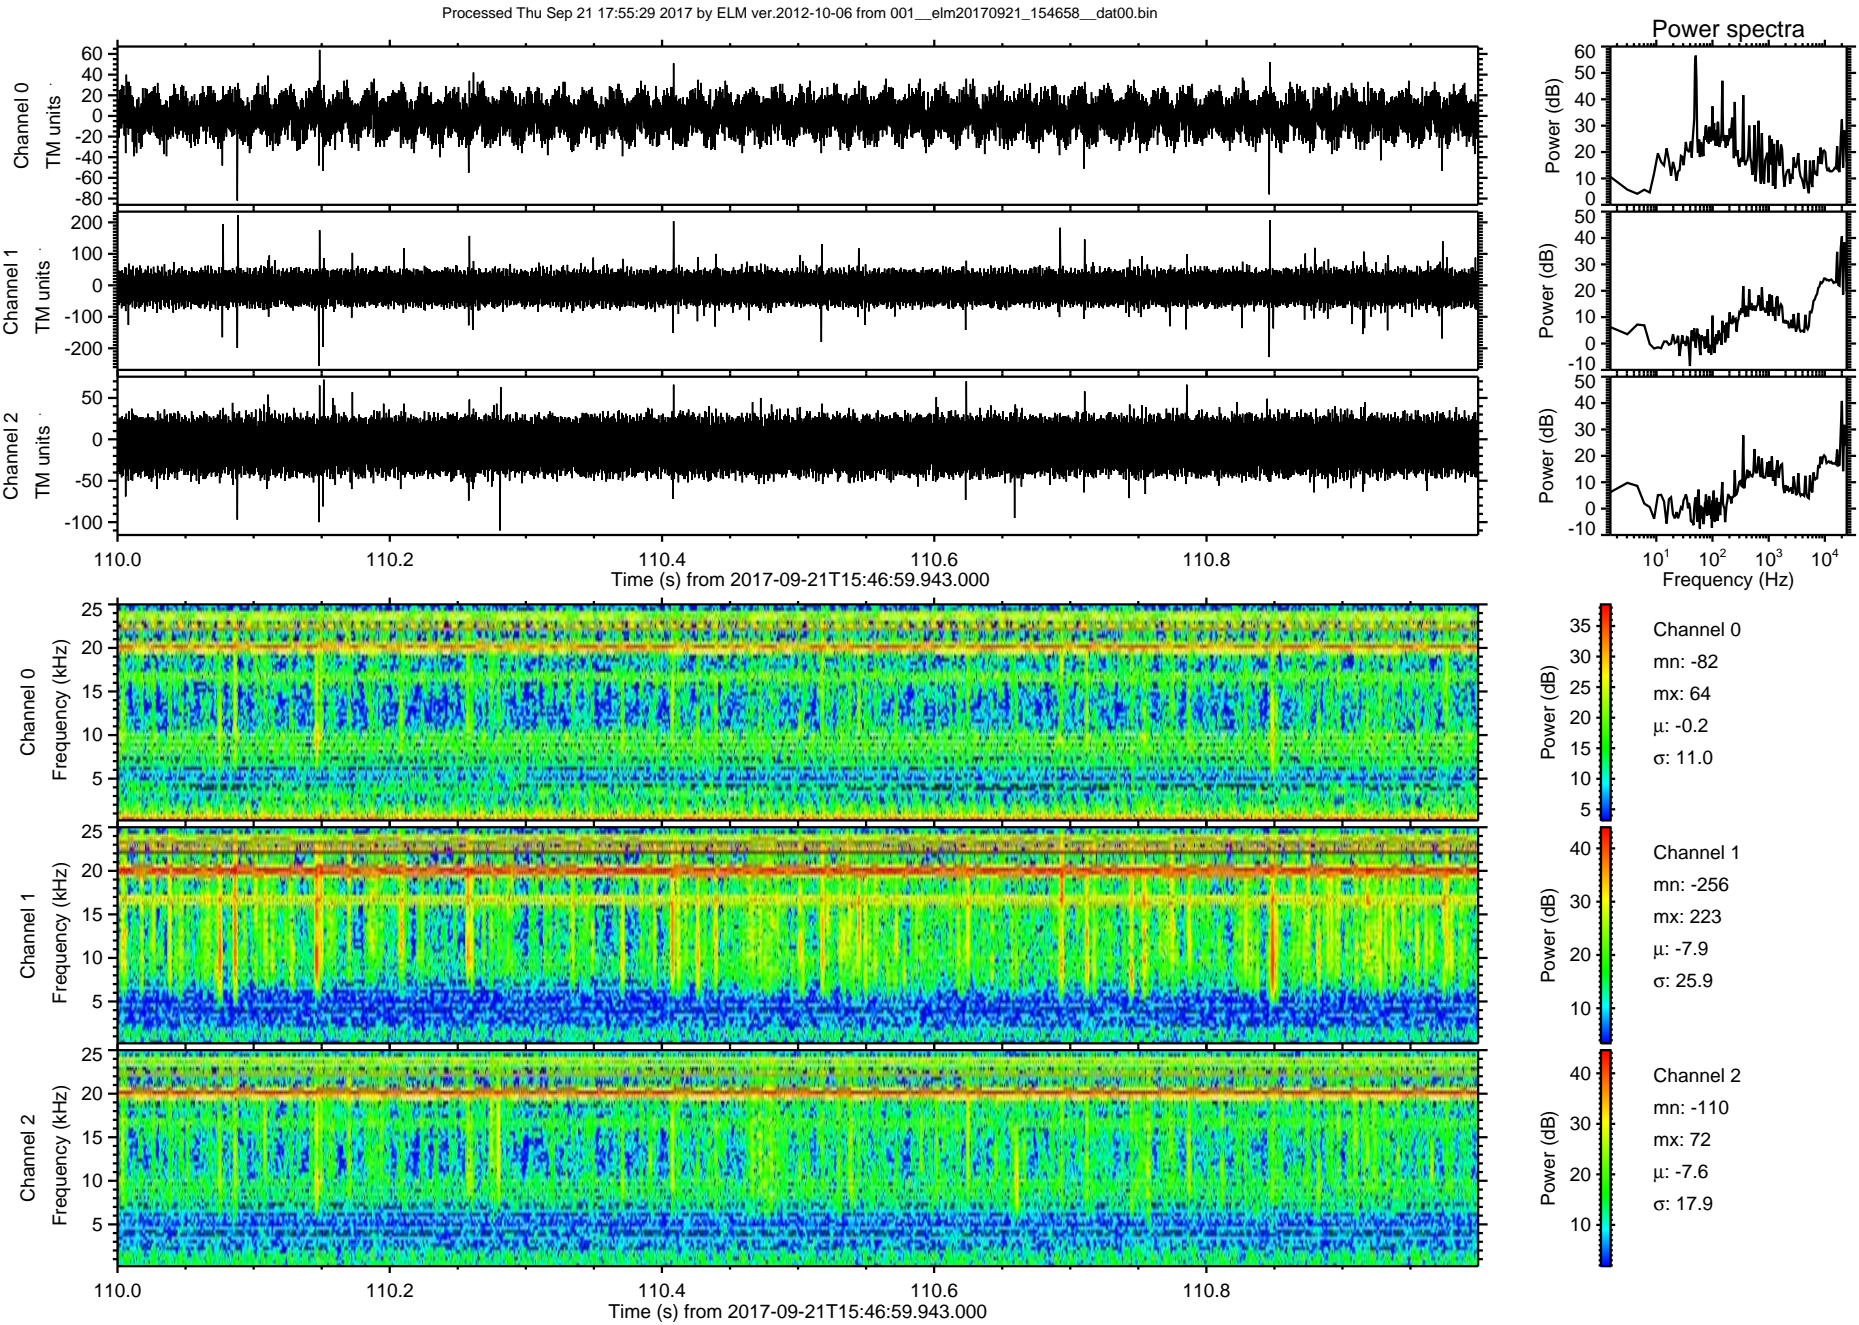 Processed Thu Sep 21 17:55:29 2017 by ELM ver.2012-10-06 from 001__elm20170921_154658__dat00.bin
Power spectra
Channel 0
TM units
60
40
20
0
-20
-40
-60
-80
Power (dB)
60
50
40
30
20
10
0
Channel 1
TM units
200
100
0
-100
-200
Power (dB)
50
40
30
20
10
0
-10
Channel 2
TM units
50
0
-50
-100
Power (dB)
50
40
30
20
10
0
-10
110.0 110.2 110.4 110.6 110.8
Time (s) from 2017-09-21T15:46:59.943.000
10^1 10^2 10^3 10^4
Frequency (Hz)
Channel 0
Frequency (kHz)
25
20
15
10
5
Power (dB)
35
30
25
20
15
10
5
Channel 0
mn: -82
mx: 64
µ: -0.2
σ: 11.0
Channel 1
Frequency (kHz)
25
20
15
10
5
Power (dB)
40
30
20
10
Channel 1
mn: -256
mx: 223
µ: -7.9
σ: 25.9
Channel 2
Frequency (kHz)
25
20
15
10
5
Power (dB)
40
30
20
10
Channel 2
mn: -110
mx: 72
µ: -7.6
σ: 17.9
110.0 110.2 110.4 110.6 110.8
Time (s) from 2017-09-21T15:46:59.943.000